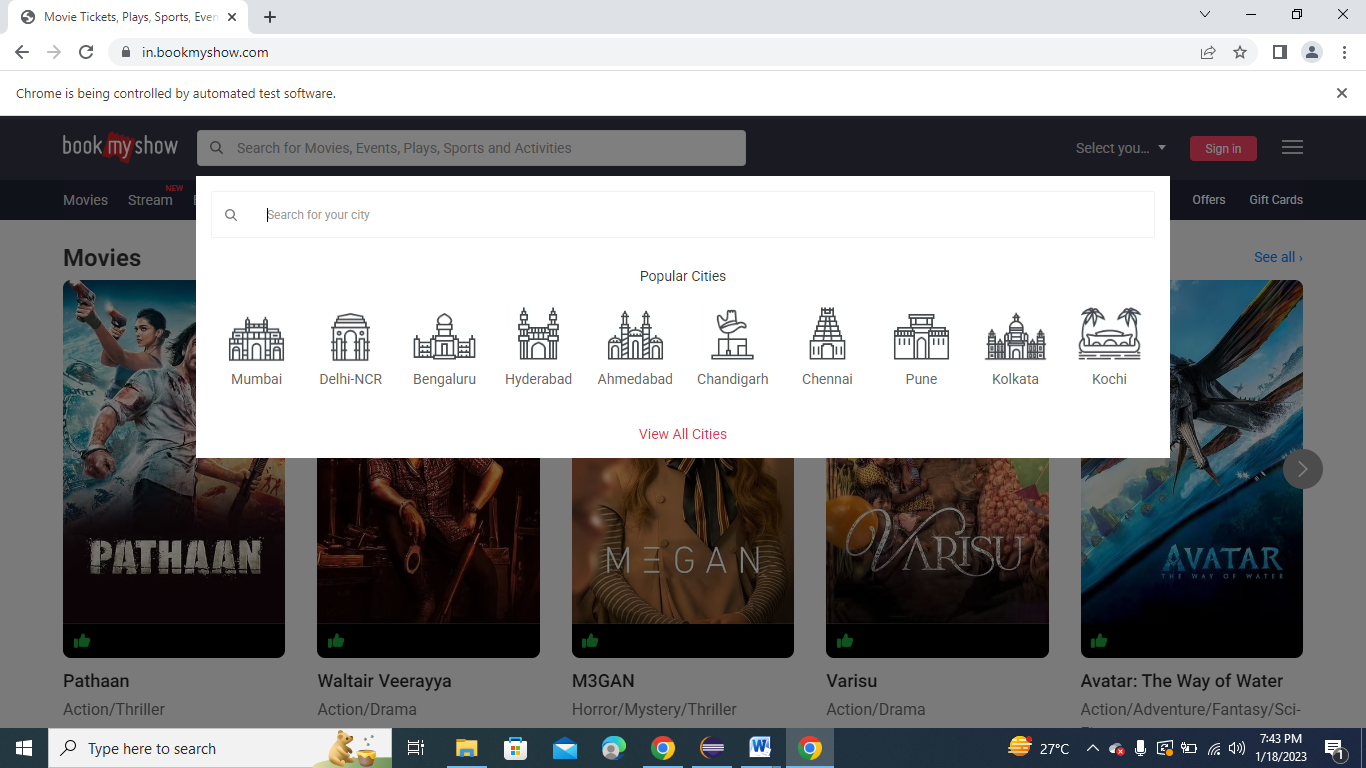 Movie Tickets, Plays, Sports, Even
in.bookmyshow.com
Chrome is being controlled by automated test software.
book my show
Search for Movies, Events, Plays, Sports and Activities
Select you...
Sign in
Movies
Stream
NEW
Offers
Gift Cards
Search for your city
Popular Cities
Mumbai
Delhi-NCR
Bengaluru
Hyderabad
Ahmedabad
Chandigarh
Chennai
Pune
Kolkata
Kochi
View All Cities
Movies
See all ›
PATHAAN
M3GAN
VARISU
AVATAR
THE WAY OF WATER
Pathaan
Action/Thriller
Waltair Veerayya
Action/Drama
M3GAN
Horror/Mystery/Thriller
Varisu
Action/Drama
Avatar: The Way of Water
Action/Adventure/Fantasy/Sci-
Type here to search
27°C
7:43 PM
1/18/2023
1